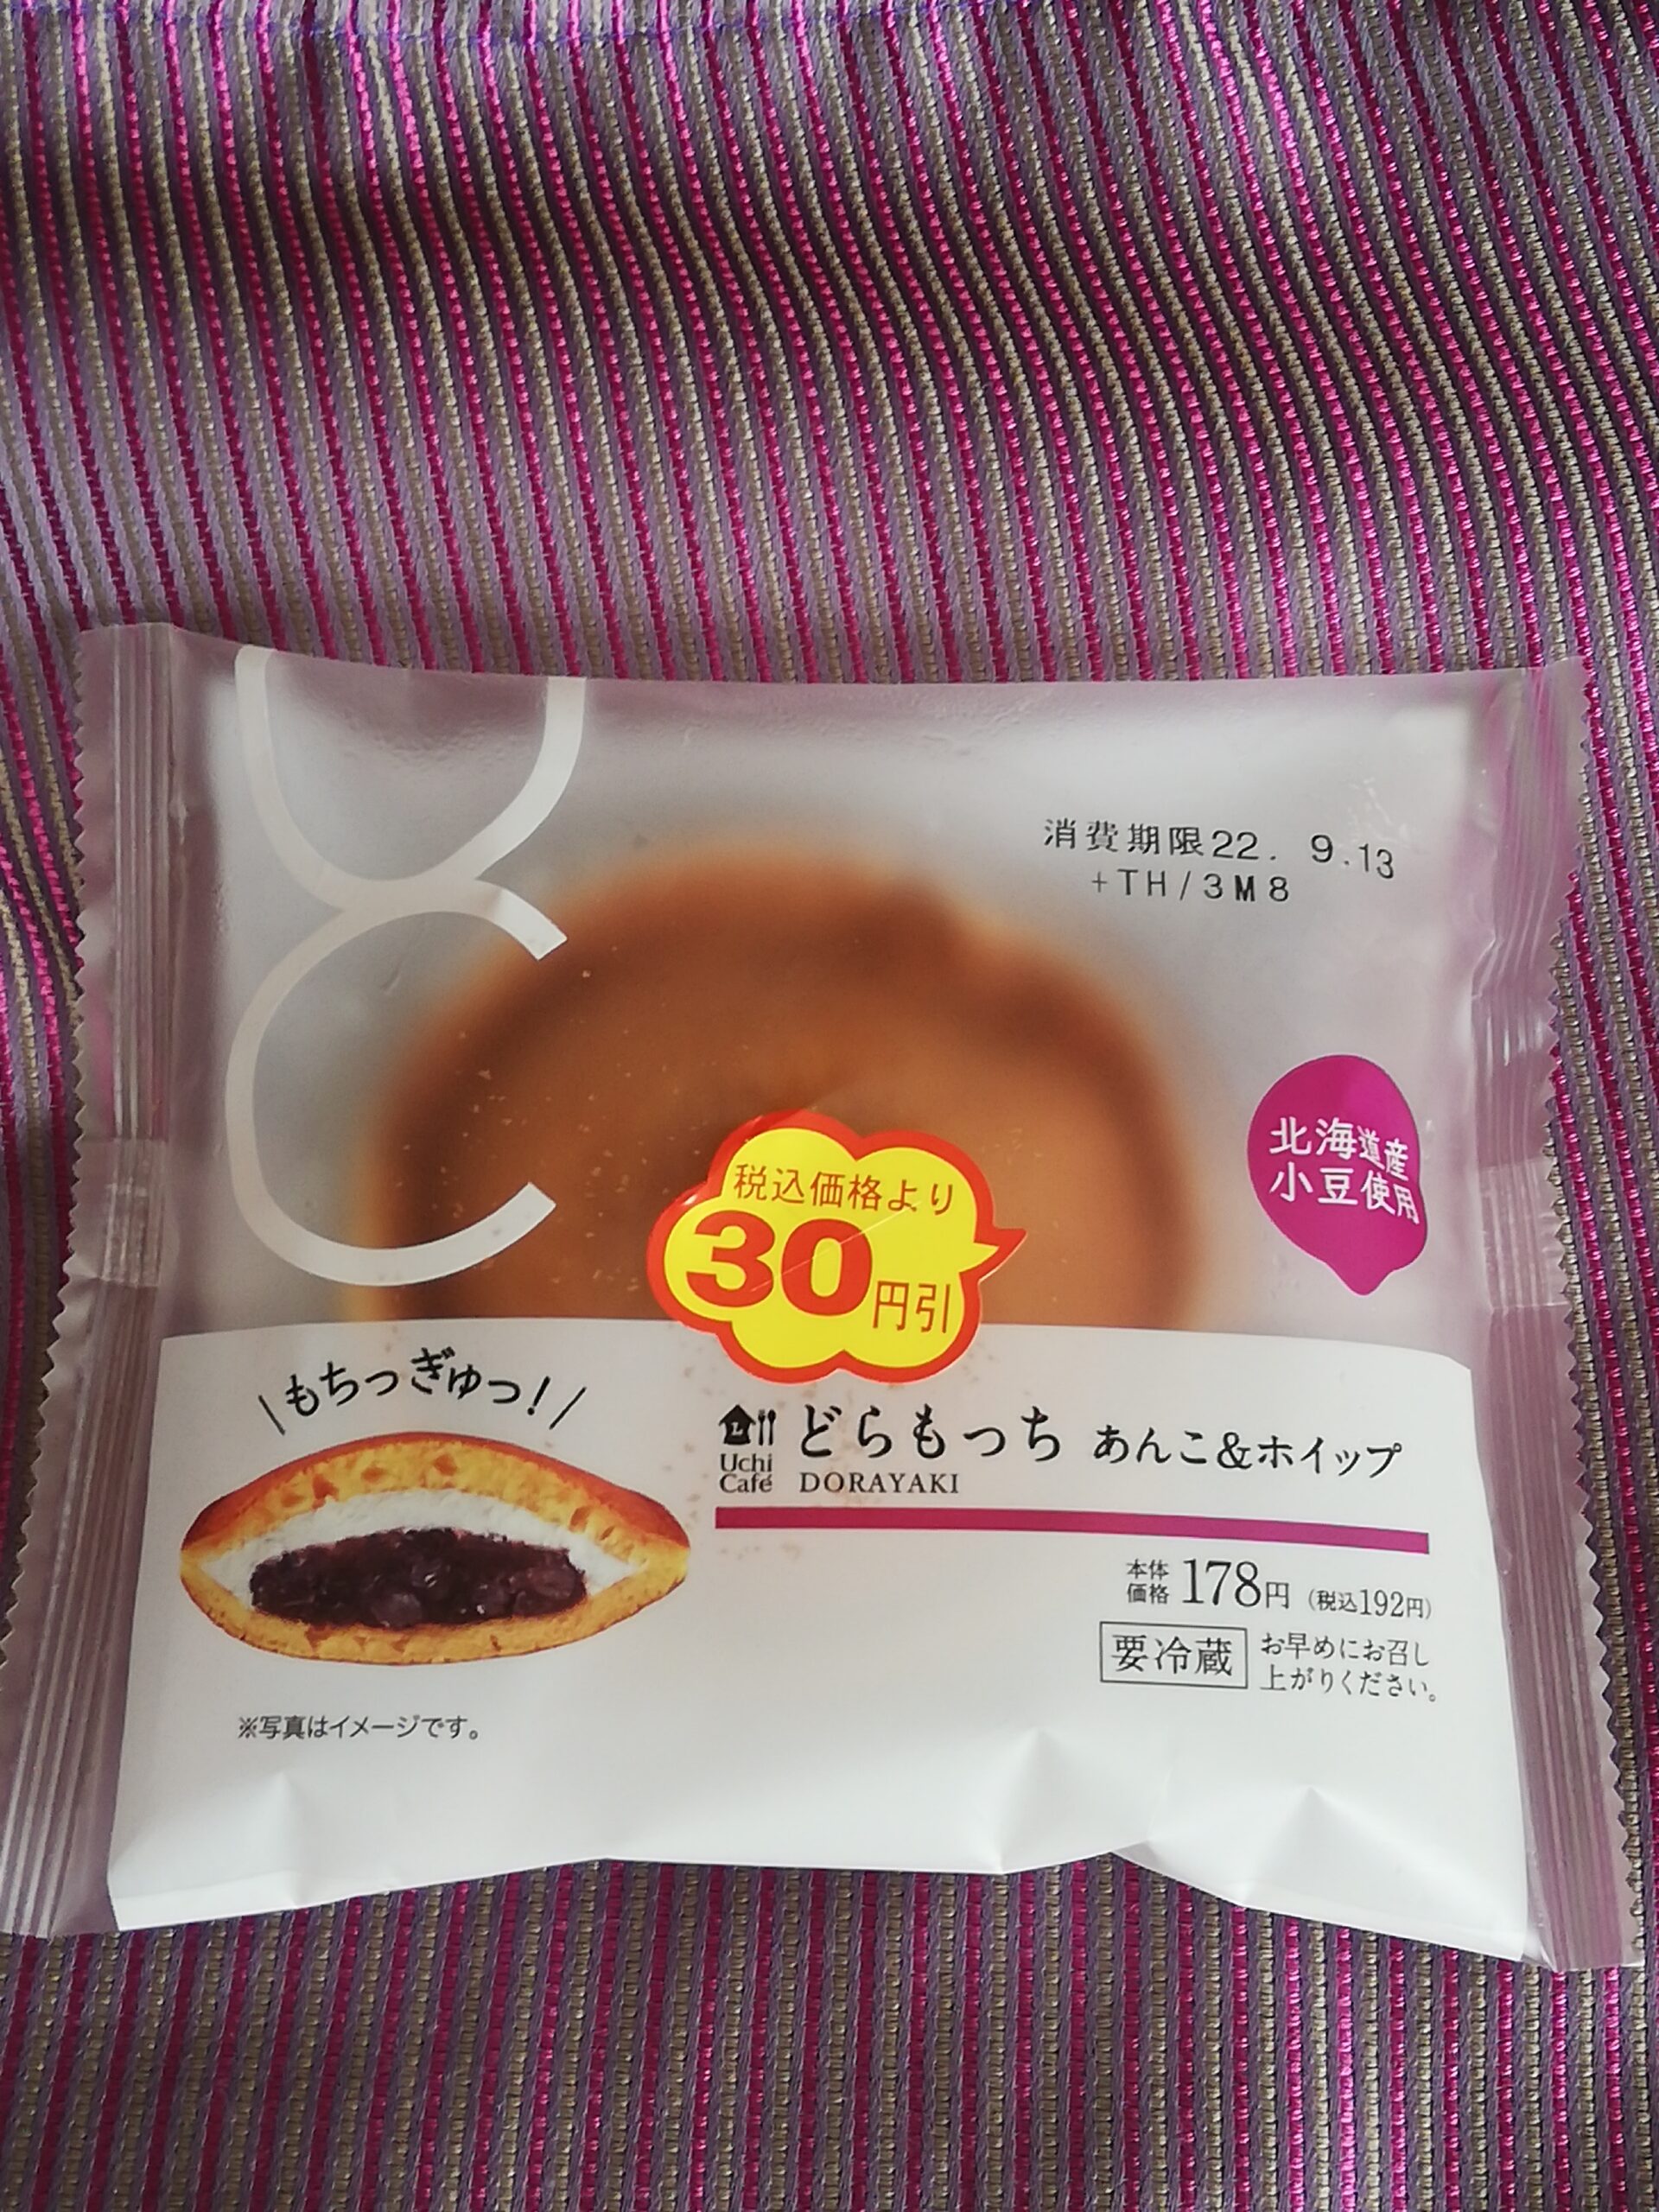 消費期限22. 9.13
+TH/3M8
北海道産
小豆使用
税込価格より
30円引
\もちっぎゅっ!/
Uchi
Café
どらもっち あんこ&ホイップ
DORAYAKI
本体
価格 178円 (税込192円)
要冷蔵
お早めにお召し
上がりください。
※写真はイメージです。